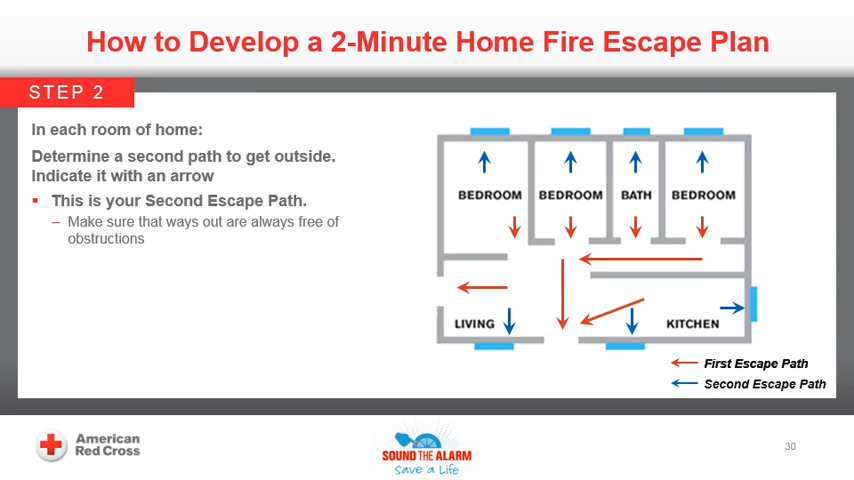 How to Develop a 2-Minute Home Fire Escape Plan
STEP 2
In each room of home:
Determine a second path to get outside.
Indicate it with an arrow
▪ This is your Second Escape Path.
– Make sure that ways out are always free of
obstructions
BEDROOM BEDROOM BATH BEDROOM
LIVING KITCHEN
First Escape Path
Second Escape Path
American
Red Cross
SOUND THE ALARM
Save a Life
30